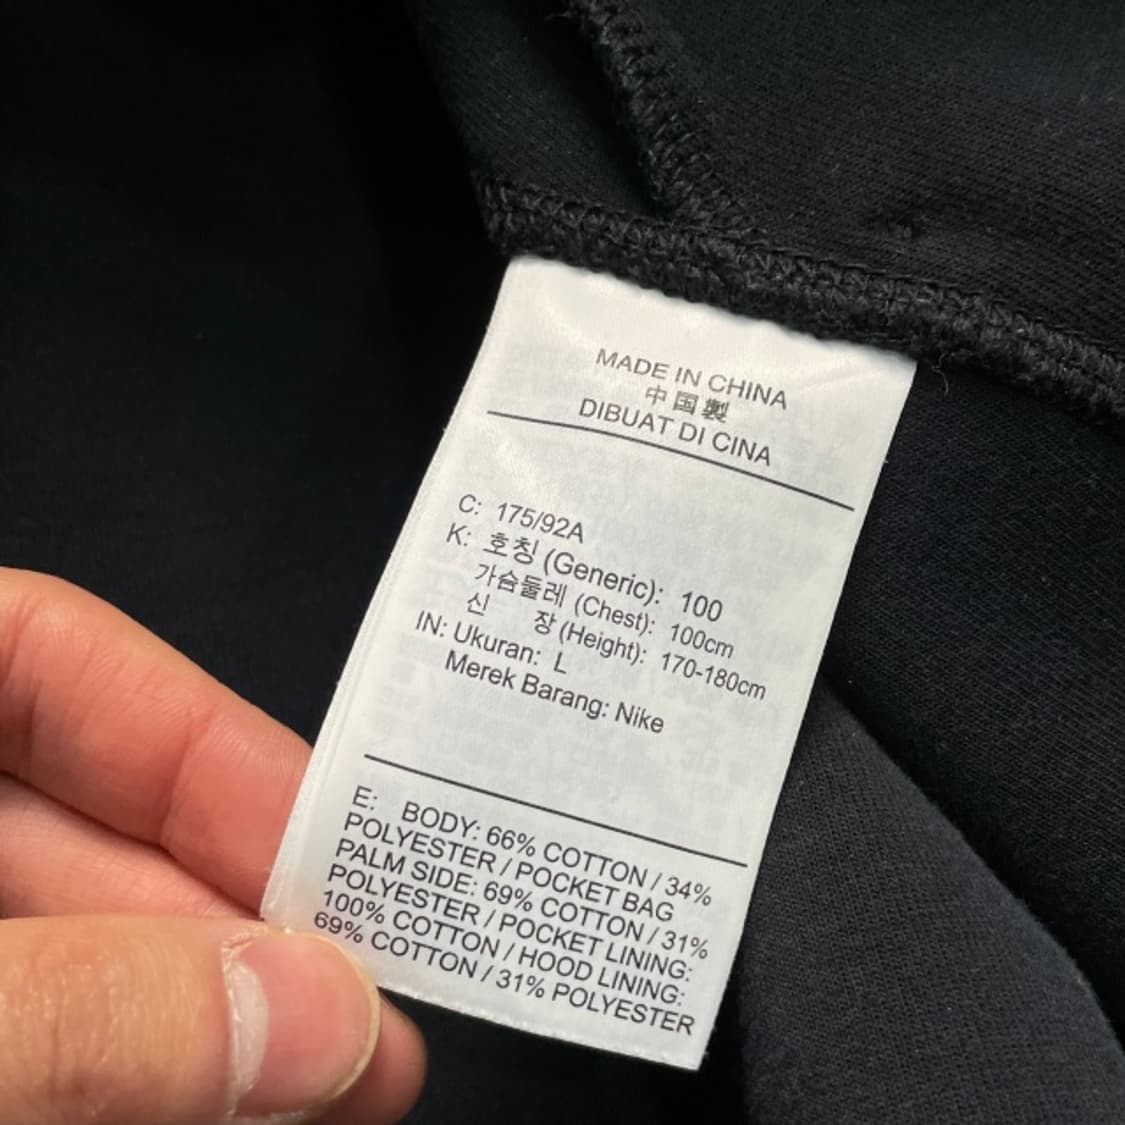 MADE IN CHINA
中国製
DIBUAT DI CINA
C: 175/92A
K: 호칭 (Generic): 100
가슴둘레 (Chest): 100cm
신 장 (Height): 170-180cm
IN: Ukuran: L
Merek Barang: Nike
E: BODY: 66% COTTON / 34%
POLYESTER / POCKET BAG
PALM SIDE: 69% COTTON / 31%
POLYESTER / POCKET LINING:
100% COTTON / HOOD LINING:
69% COTTON / 31% POLYESTER